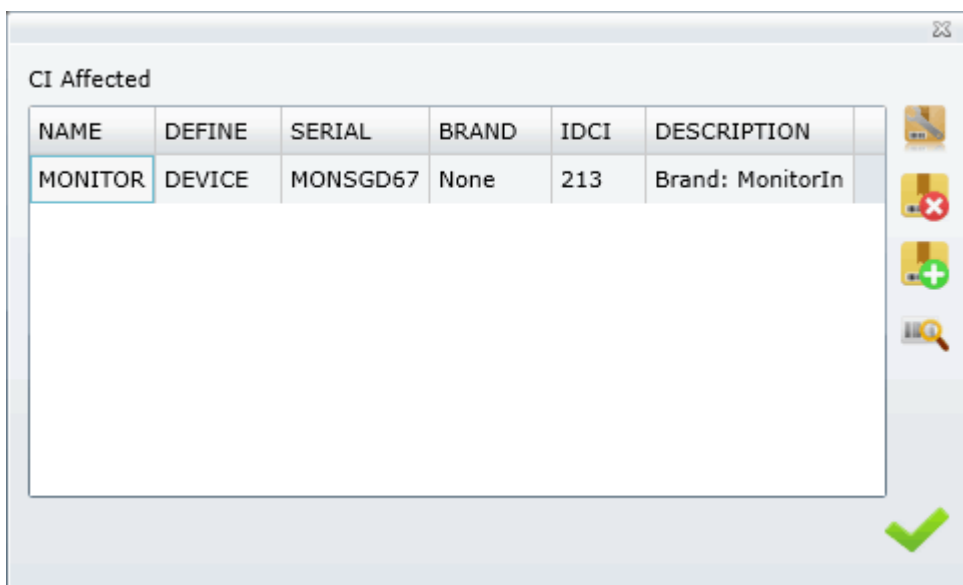 CI Affected
NAME DEFINE SERIAL BRAND IDCI DESCRIPTION
MONITOR DEVICE MONSGD67 None 213 Brand: MonitorIn